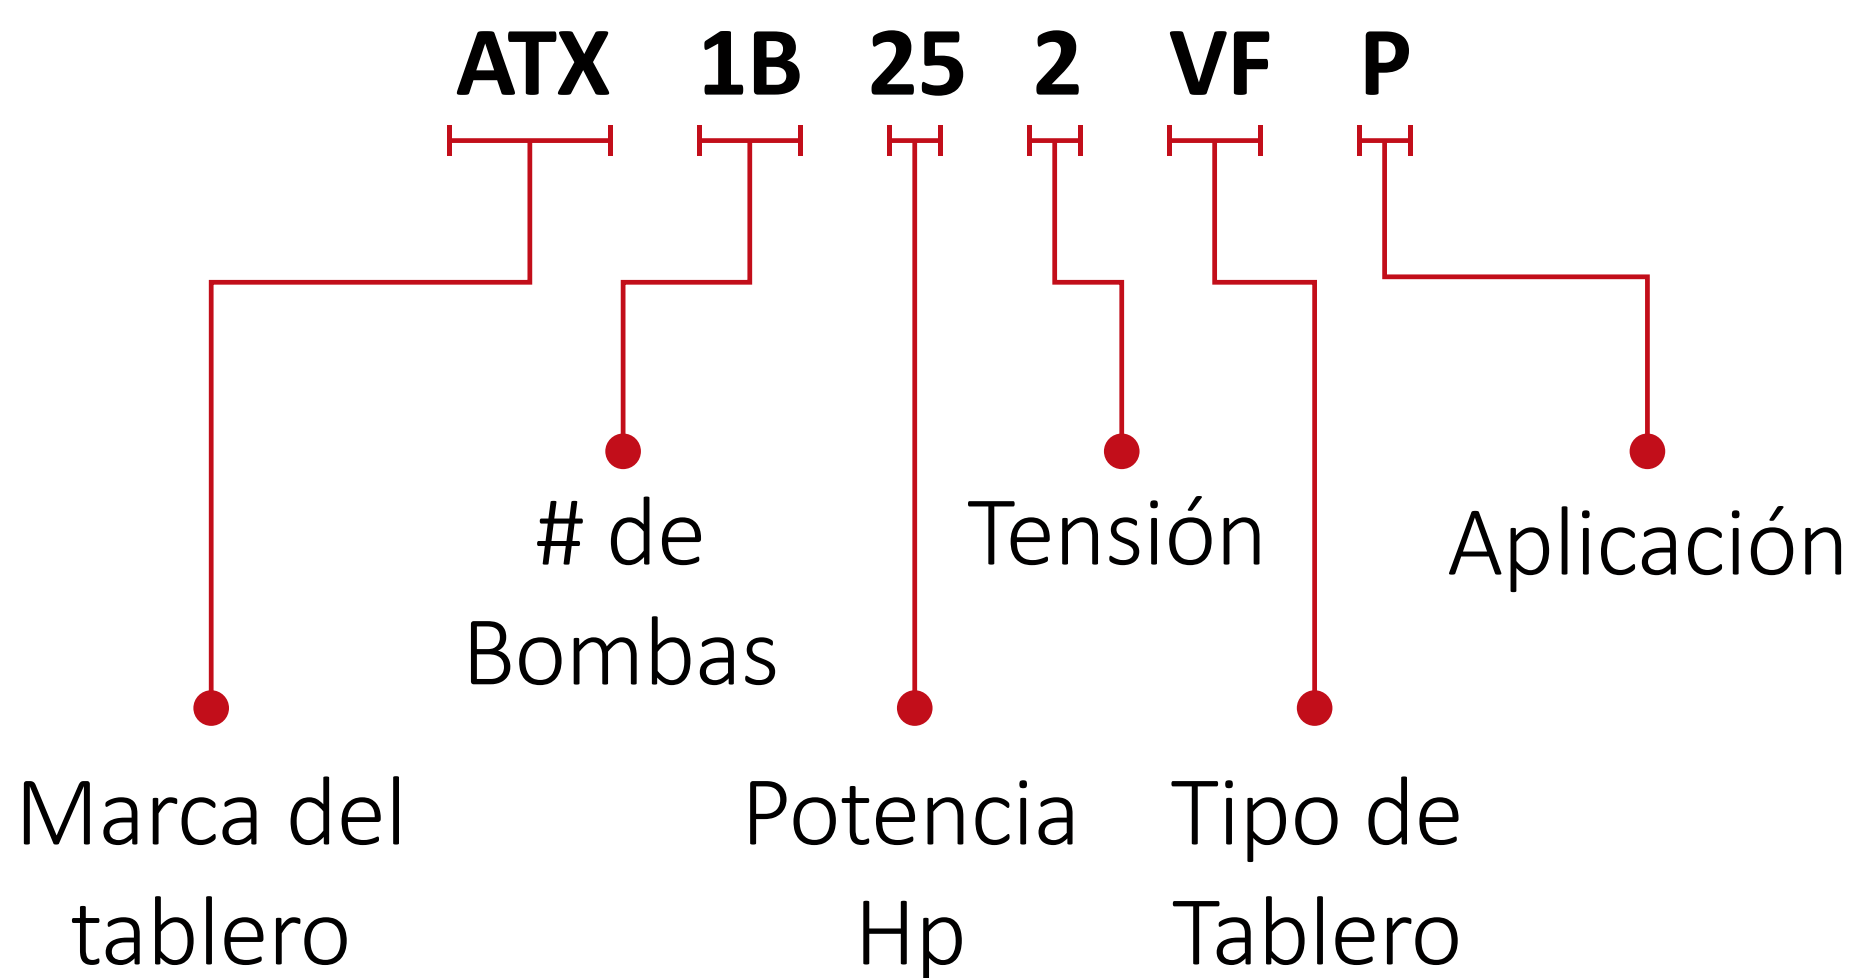 ATX 1B 25 2 VF P
# de
Bombas
Tensión
Aplicación
Marca del
tablero
Potencia
Hp
Tipo de
Tablero